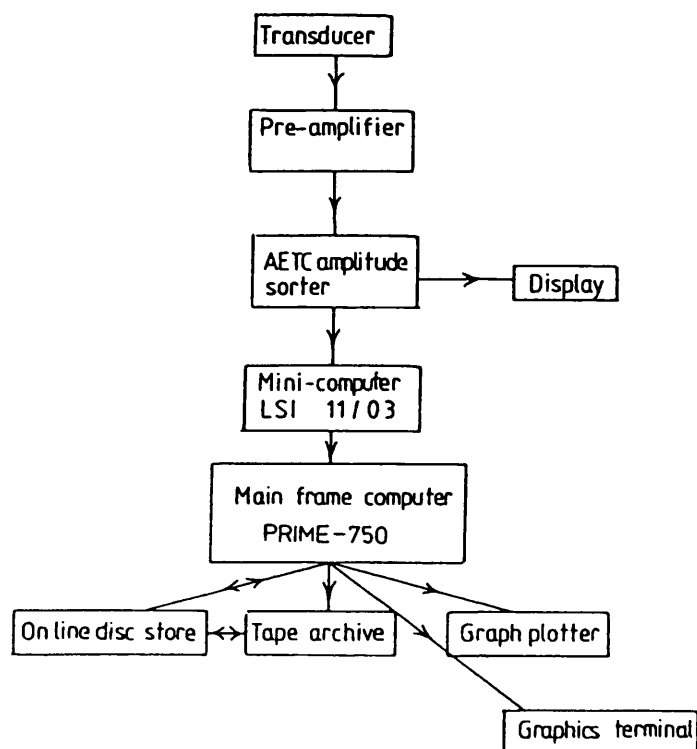 Transducer
Pre-amplifier
AETC amplitude
sorter
Display
Mini-computer
LSI 11/03
Main frame computer
PRIME-750
On line disc store
Tape archive
Graph plotter
Graphics terminal